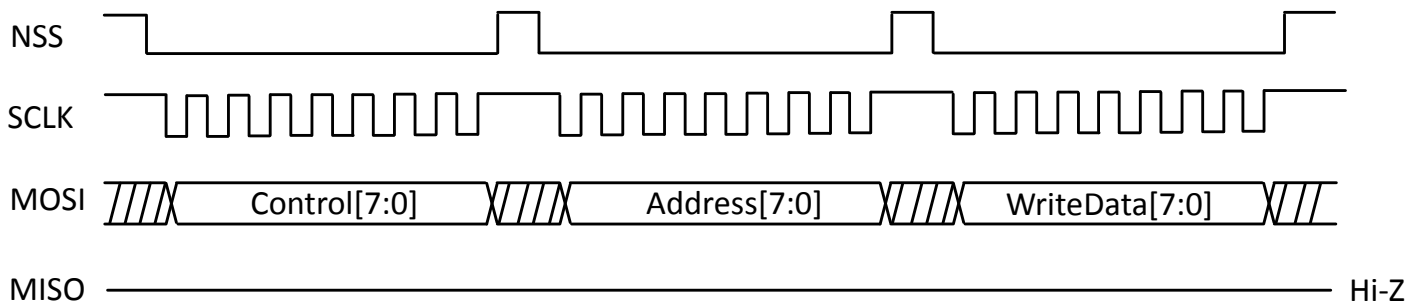 NSS
SCLK
MOSI Control[7:0] Address[7:0] WriteData[7:0]
MISO Hi-Z